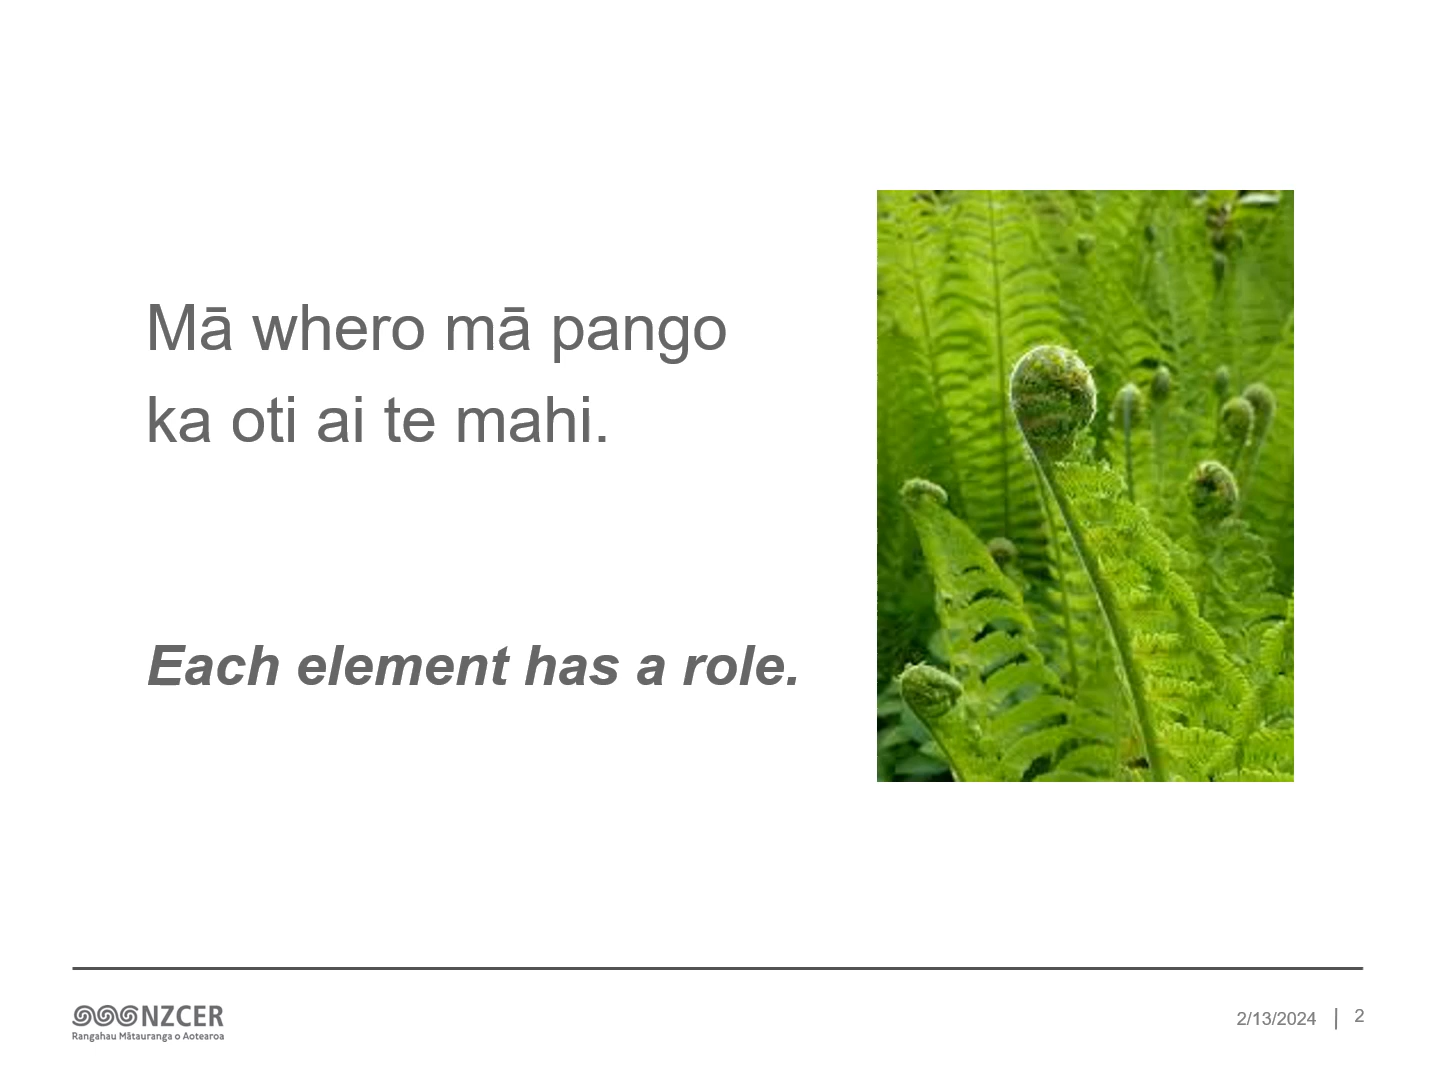 Mā whero mā pango
ka oti ai te mahi.
Each element has a role.
NZCER
Rangahau Mātauranga o Aotearoa
2/13/2024
2